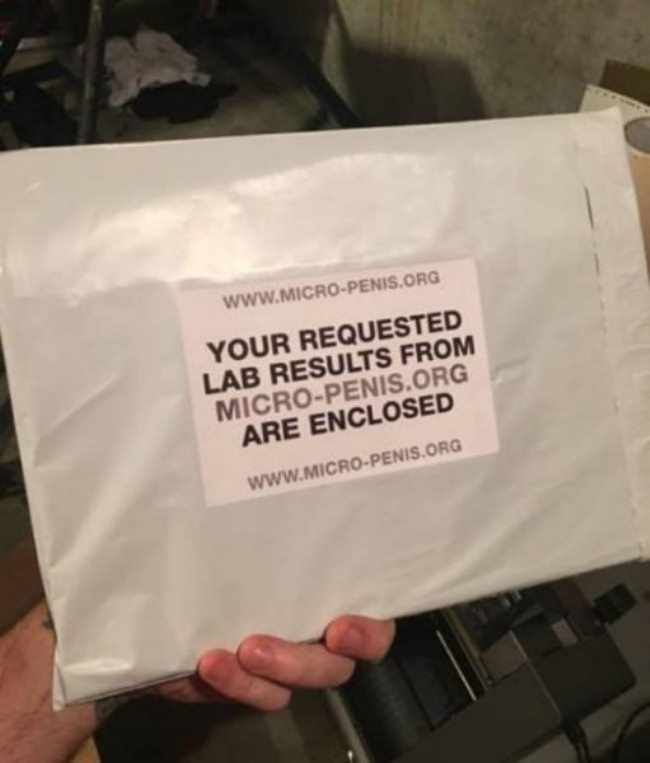 WWW.MICRO-PENIS.ORG
YOUR REQUESTED
LAB RESULTS FROM
MICRO-PENIS.ORG
ARE ENCLOSED
WWW.MICRO-PENIS.ORG